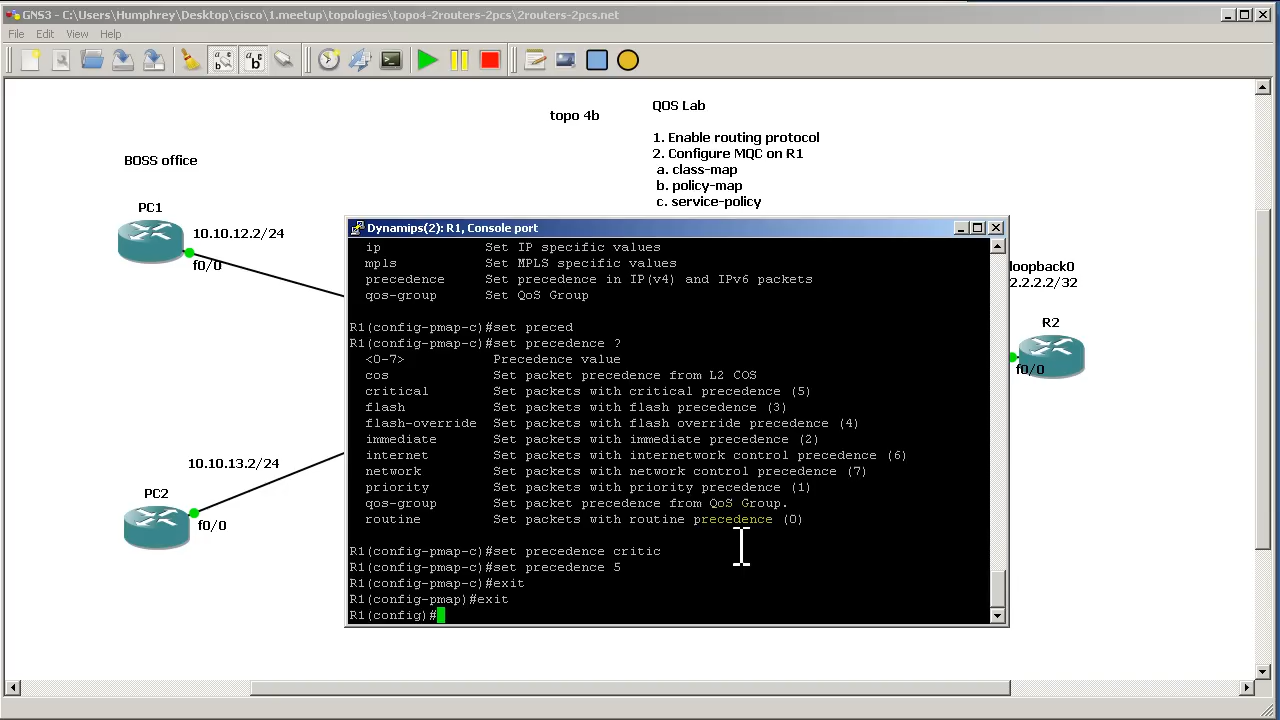 GNS3 - C:\Users\Humphrey\Desktop\cisco\1.meetup\topologies\topo4-2routers-2pcs\2routers-2pcs.net
File Edit View Help
topo 4b
QOS Lab
1. Enable routing protocol
2. Configure MQC on R1
a. class-map
b. policy-map
c. service-policy
BOSS office
PC1
10.10.12.2/24
f0/0
Dynamips(2): R1, Console port
ip Set IP specific values
mpls Set MPLS specific values
precedence Set precedence in IP(v4) and IPv6 packets
qos-group Set QoS Group
R1(config-pmap-c)#set preced
R1(config-pmap-c)#set precedence ?
<0-7> Precedence value
cos Set packet precedence from L2 COS
critical Set packets with critical precedence (5)
flash Set packets with flash precedence (3)
flash-override Set packets with flash override precedence (4)
immediate Set packets with immediate precedence (2)
internet Set packets with internetwork control precedence (6)
network Set packets with network control precedence (7)
priority Set packets with priority precedence (1)
qos-group Set packet precedence from QoS Group.
routine Set packets with routine precedence (0)
R1(config-pmap-c)#set precedence critic
R1(config-pmap-c)#set precedence 5
R1(config-pmap-c)#exit
R1(config-pmap)#exit
R1(config)#
loopback0
2.2.2.2/32
R2
f0/0
10.10.13.2/24
PC2
f0/0